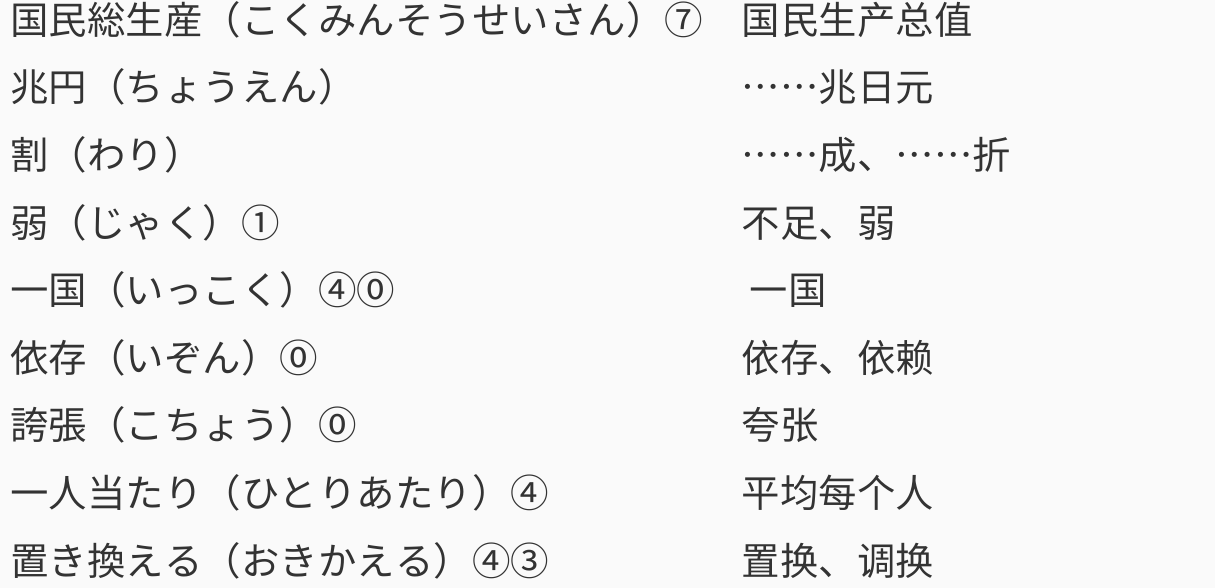 国民総生産（こくみんそうせいさん）⑦ 国民生产总值
兆円（ちょうえん） ……兆日元
割（わり） ……成、……折
弱（じゃく）① 不足、弱
一国（いっこく）④⓪ 一国
依存（いぞん）⓪ 依存、依赖
誇張（こちょう）⓪ 夸张
一人当たり（ひとりあたり）④ 平均每个人
置き換える（おきかえる）④③ 置换、调换